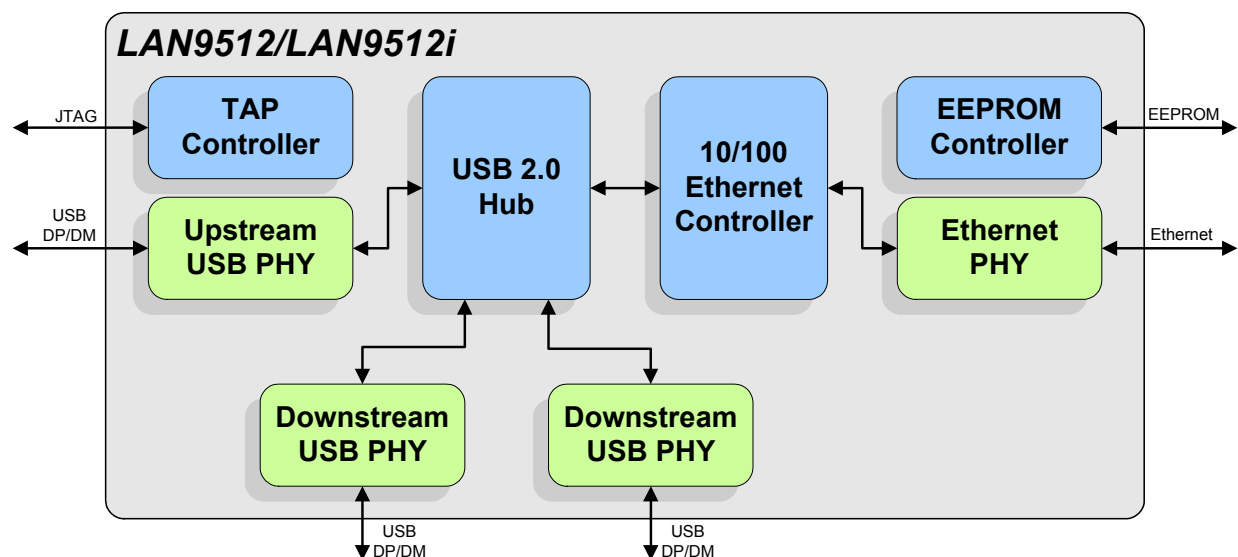 LAN9512/LAN9512i
JTAG
TAP
Controller
USB 2.0
Hub
10/100
Ethernet
Controller
EEPROM
Controller
EEPROM
USB
DP/DM
Upstream
USB PHY
Ethernet
PHY
Ethernet
Downstream
USB PHY
Downstream
USB PHY
USB
DP/DM
USB
DP/DM